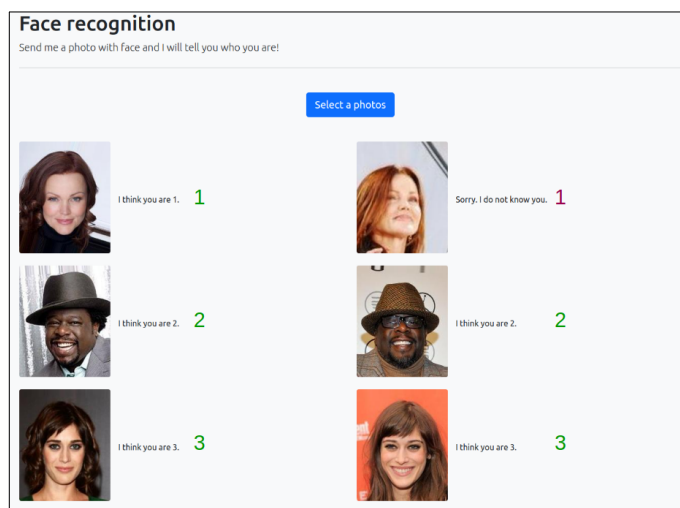 Face recognition
Send me a photo with face and I will tell you who you are!
Select a photos
I think you are 1. 1
Sorry. I do not know you. 1
I think you are 2. 2
I think you are 2. 2
I think you are 3. 3
I think you are 3. 3